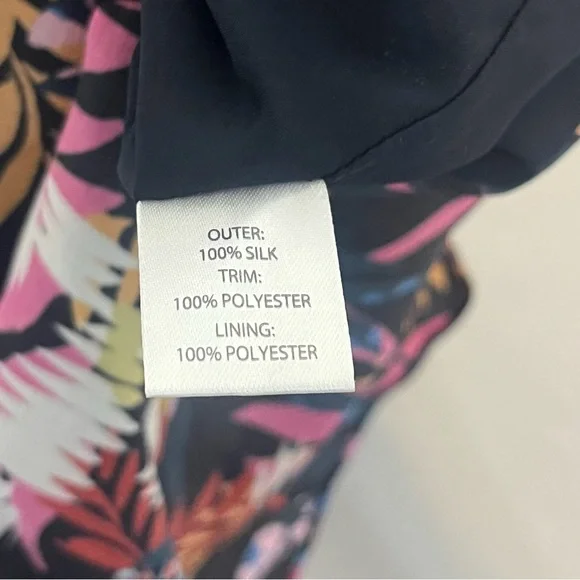 OUTER:
100% SILK
TRIM:
100% POLYESTER
LINING:
100% POLYESTER